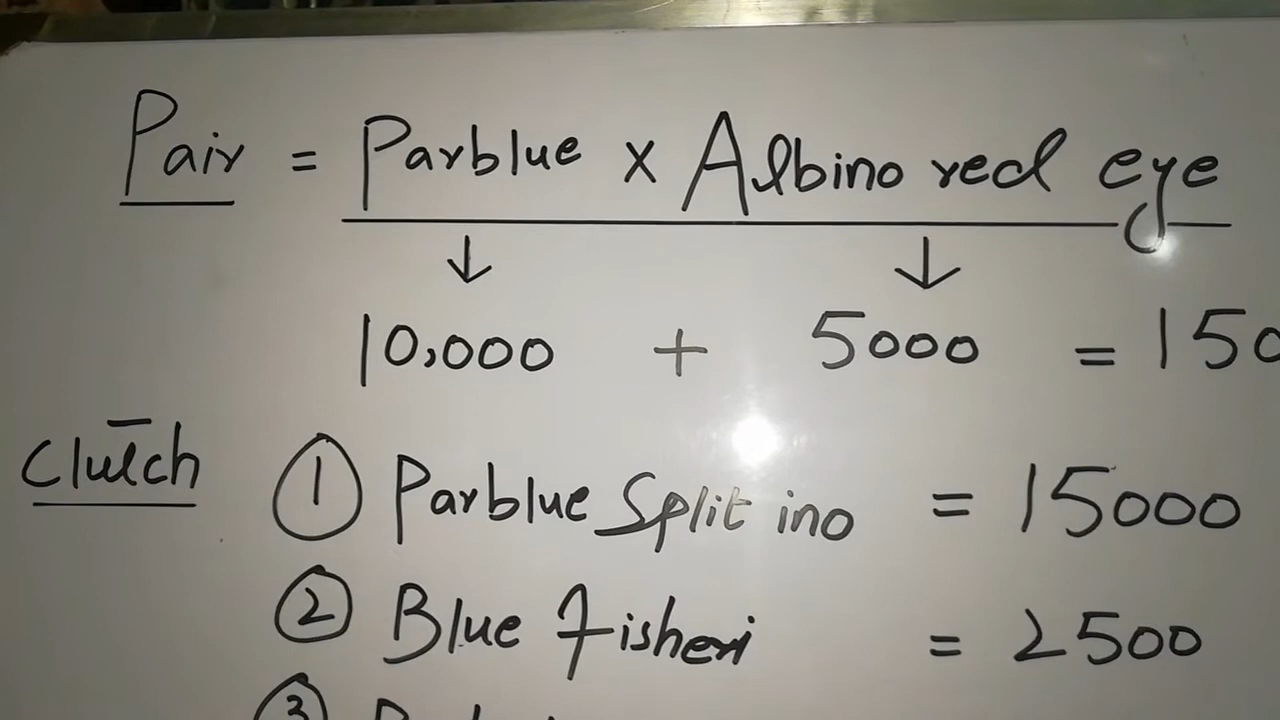 Pair = Parblue x Albino red eye
↓ ↓
10,000 + 5000 = 150
Clutch ① Parblue Split ino = 15000
② Blue Fisheri = 2500
③